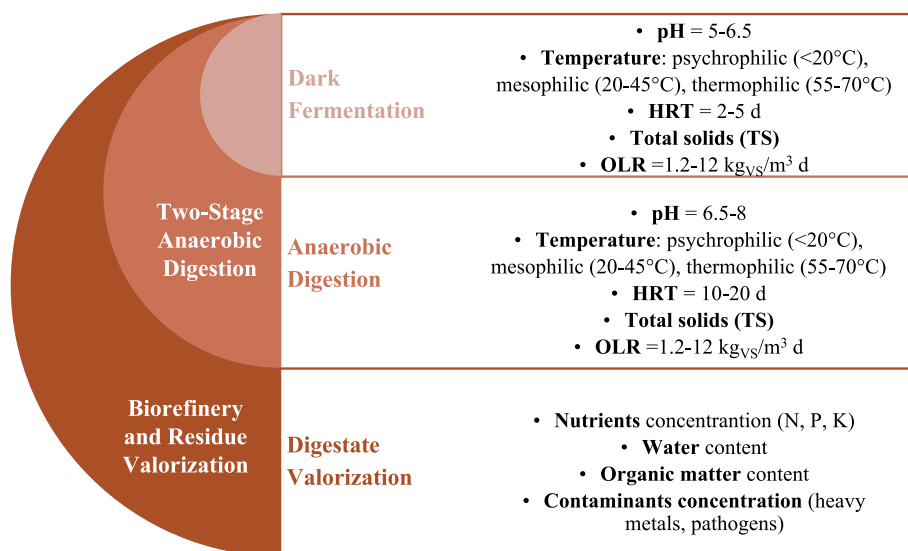 Dark
Fermentation
• pH = 5-6.5
• Temperature: psychrophilic (<20°C),
mesophilic (20-45°C), thermophilic (55-70°C)
• HRT = 2-5 d
• Total solids (TS)
• OLR =1.2-12 kgVS/m³ d
Two-Stage
Anaerobic
Digestion
Anaerobic
Digestion
• pH = 6.5-8
• Temperature: psychrophilic (<20°C),
mesophilic (20-45°C), thermophilic (55-70°C)
• HRT = 10-20 d
• Total solids (TS)
• OLR =1.2-12 kgVS/m³ d
Biorefinery
and Residue
Valorization
Digestate
Valorization
• Nutrients concentrantion (N, P, K)
• Water content
• Organic matter content
• Contaminants concentration (heavy
metals, pathogens)